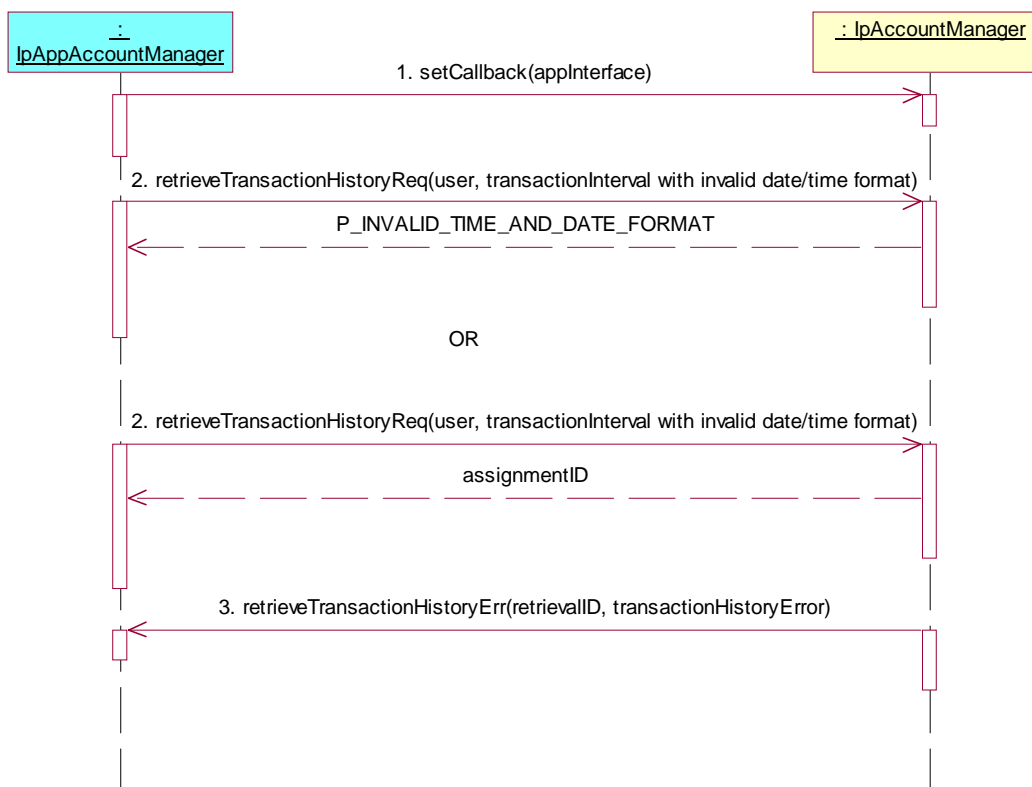 :
IpAppAccountManager
: IpAccountManager
1. setCallback(appInterface)
2. retrieveTransactionHistoryReq(user, transactionInterval with invalid date/time format)
P_INVALID_TIME_AND_DATE_FORMAT
OR
2. retrieveTransactionHistoryReq(user, transactionInterval with invalid date/time format)
assignmentID
3. retrieveTransactionHistoryErr(retrievalID, transactionHistoryError)